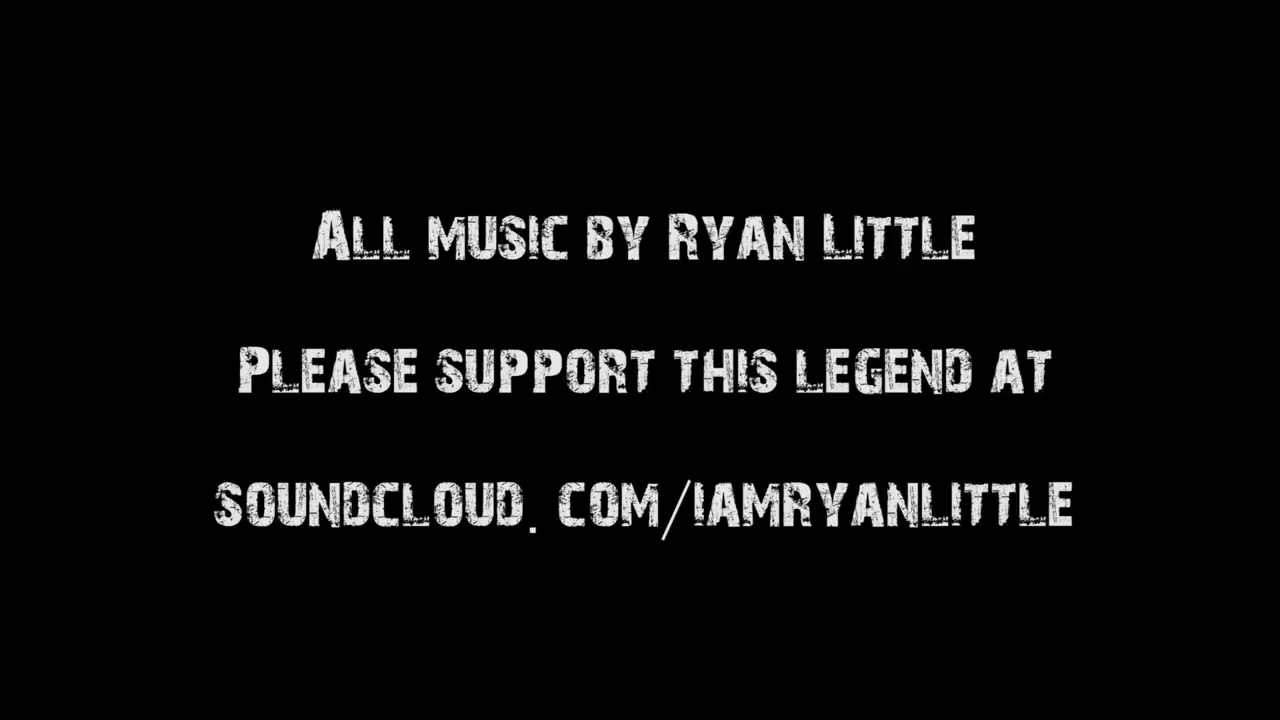 All music by Ryan Little
Please support this legend at
soundcloud. com/iamryanlittle